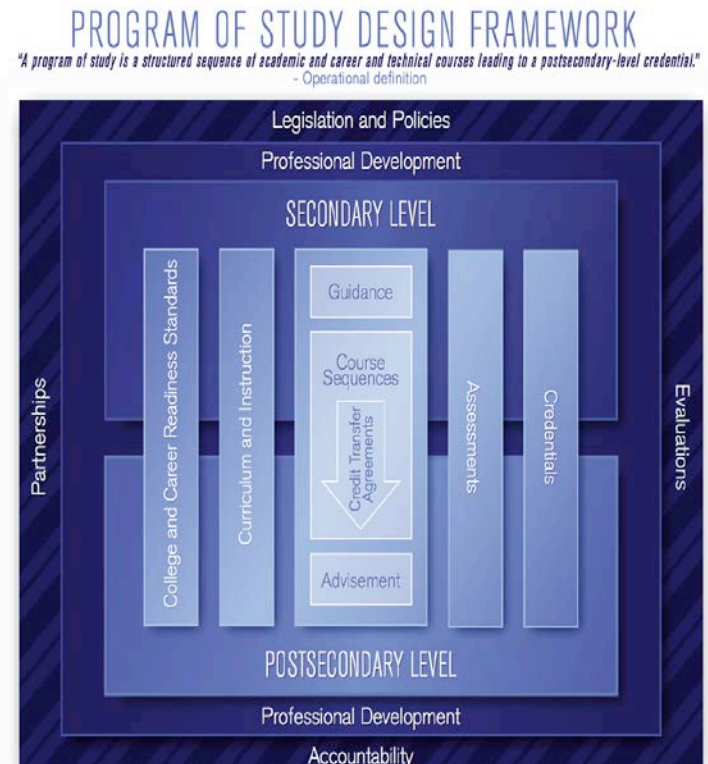 PROGRAM OF STUDY DESIGN FRAMEWORK
"A program of study is a structured sequence of academic and career and technical courses leading to a postsecondary-level credential."
- Operational definition
Legislation and Policies
Professional Development
SECONDARY LEVEL
Partnerships
College and Career Readiness Standards
Curriculum and Instruction
Guidance
Course
Sequences
Credit Transfer
Agreements
Advisement
Assessments
Credentials
Evaluations
POSTSECONDARY LEVEL
Professional Development
Accountability